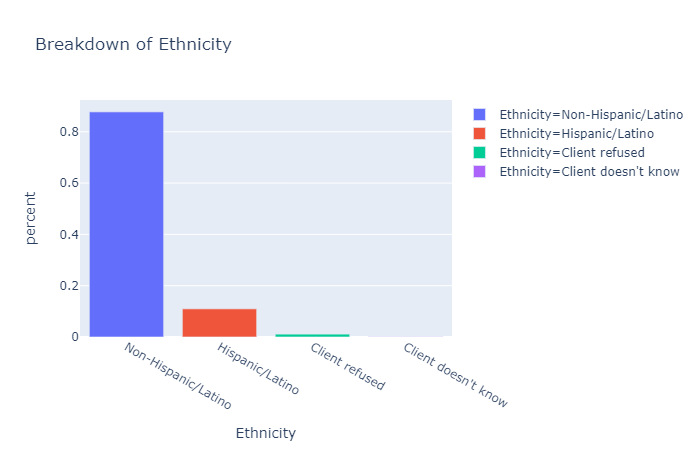 Breakdown of Ethnicity
Ethnicity=Non-Hispanic/Latino
Ethnicity=Hispanic/Latino
Ethnicity=Client refused
Ethnicity=Client doesn't know
percent
0.8
0.6
0.4
0.2
0
Non-Hispanic/Latino
Hispanic/Latino
Client refused
Client doesn't know
Ethnicity